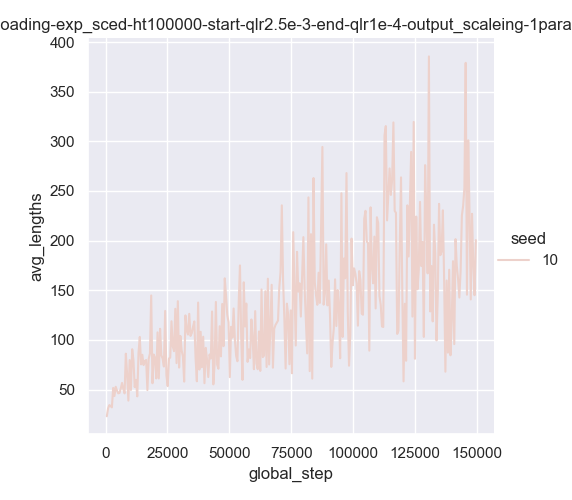 oading-exp_sced-ht100000-start-qlr2.5e-3-end-qlr1e-4-output_scaleing-1para
400
350
300
250
200
150
100
50
avg_lengths
0 25000 50000 75000 100000 125000 150000
global_step
seed
10